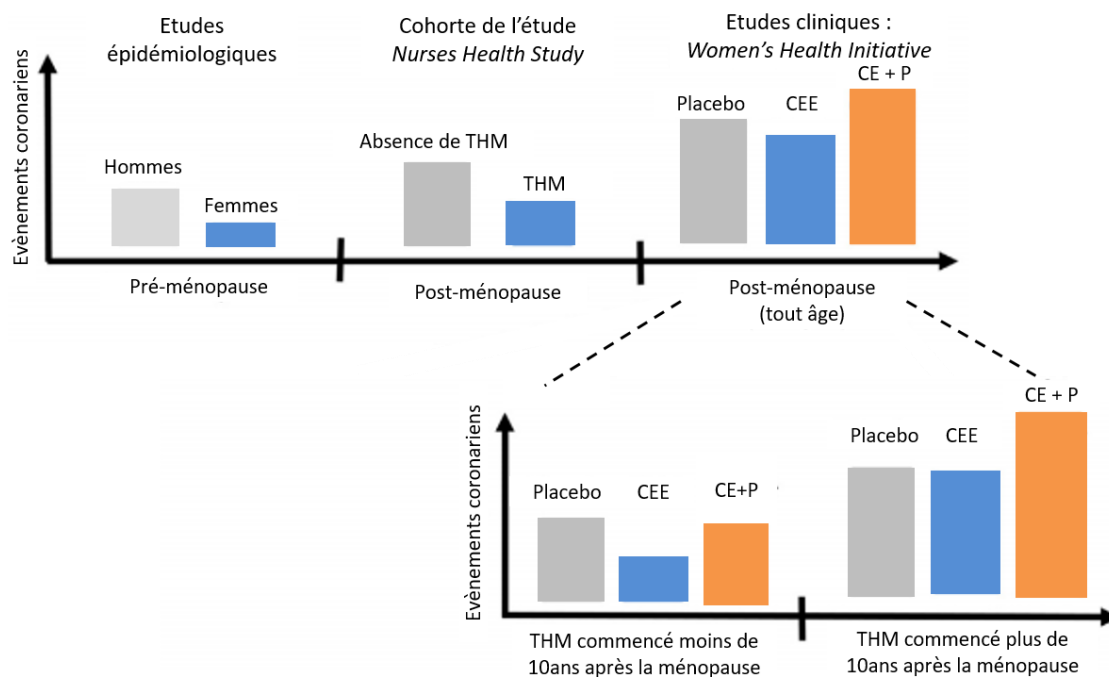 Etudes
épidémiologiques
Cohorte de l'étude
Nurses Health Study
Etudes cliniques :
Women's Health Initiative
Evènements coronariens
Hommes
Femmes
Absence de THM
THM
Placebo
CEE
CE + P
Pré-ménopause
Post-ménopause
Post-ménopause
(tout âge)
Evènements coronariens
Placebo
CEE
CE+P
Placebo
CEE
CE + P
THM commencé moins de
10ans après la ménopause
THM commencé plus de
10ans après la ménopause